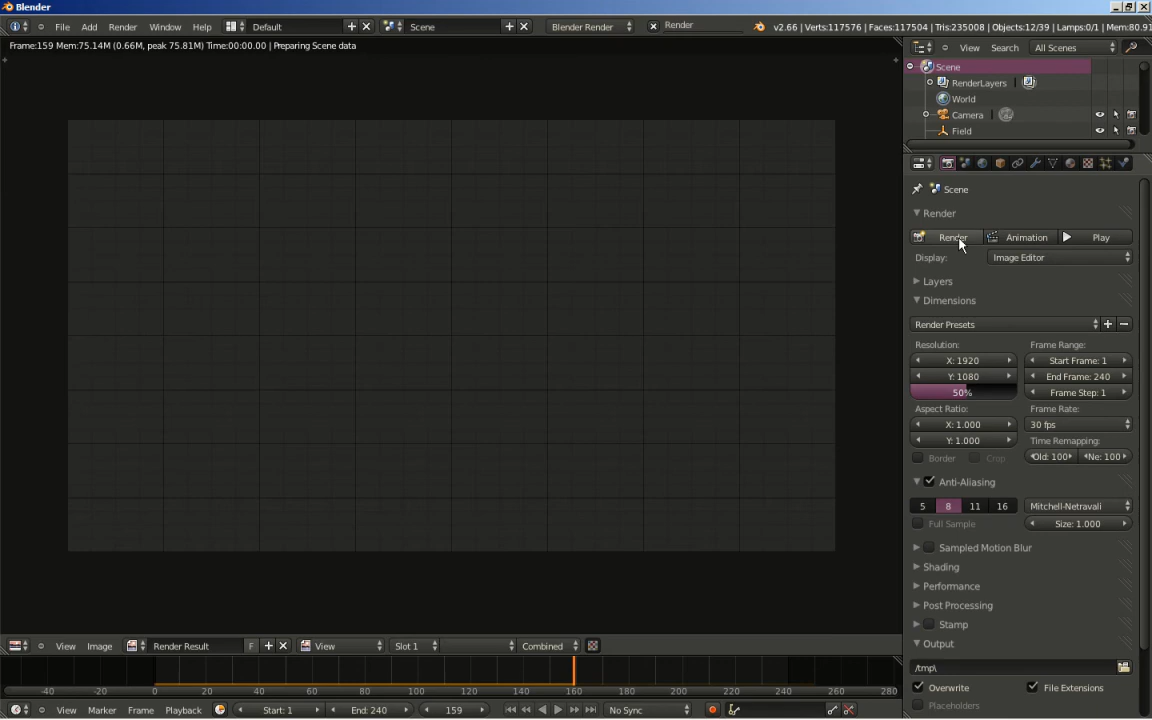 Blender
File Add Render Window Help Default Scene Blender Render Render v2.66 | Verts:117576 | Faces:117504 | Tris:235008 | Objects:12/39 | Lamps:0/1 | Mem:80.91
Frame:159 Mem:75.14M (0.66M, peak 75.81M) Time:00:00.00 | Preparing Scene data
View Search All Scenes
Scene
RenderLayers
World
Camera
Field
Scene
Render
Render Animation Play
Display: Image Editor
Layers
Dimensions
Render Presets
Resolution: Frame Range:
X: 1920 Start Frame: 1
Y: 1080 End Frame: 240
50% Frame Step: 1
Aspect Ratio: Frame Rate:
X: 1.000 30 fps
Y: 1.000 Time Remapping:
Border Crop Old: 100 Ne: 100
Anti-Aliasing
5 8 11 16 Mitchell-Netravali
Full Sample Size: 1.000
Sampled Motion Blur
Shading
Performance
Post Processing
Stamp
Output
/tmp\
Overwrite File Extensions
Placeholders
View Image Render Result F View Slot 1 Combined
-40 -20 0 20 40 60 80 100 120 140 160 180 200 220 240 260 280
View Marker Frame Playback Start: 1 End: 240 159 No Sync